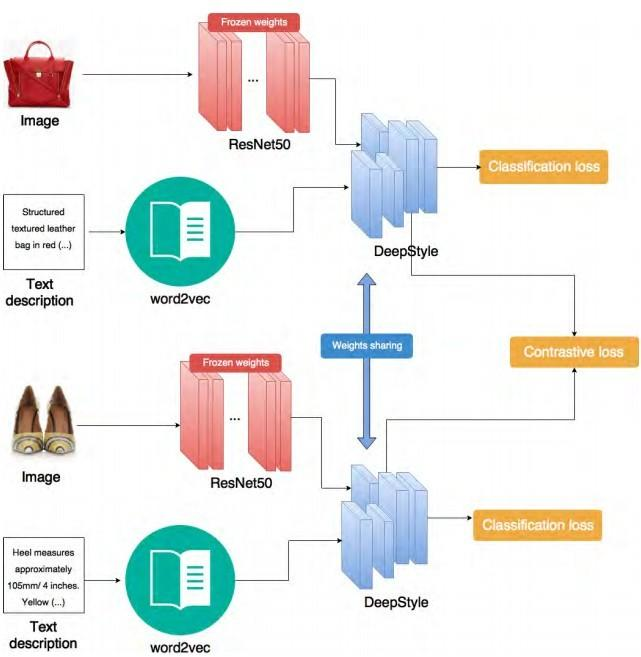 Frozen weights
...
ResNet50
Image
Classification loss
Structured
textured leather
bag in red (...)
DeepStyle
Text
description
word2vec
Weights sharing
Contrastive loss
Frozen weights
...
ResNet50
Image
Classification loss
Heel measures
approximately
105mm/ 4 inches.
Yellow (...)
DeepStyle
Text
description
word2vec